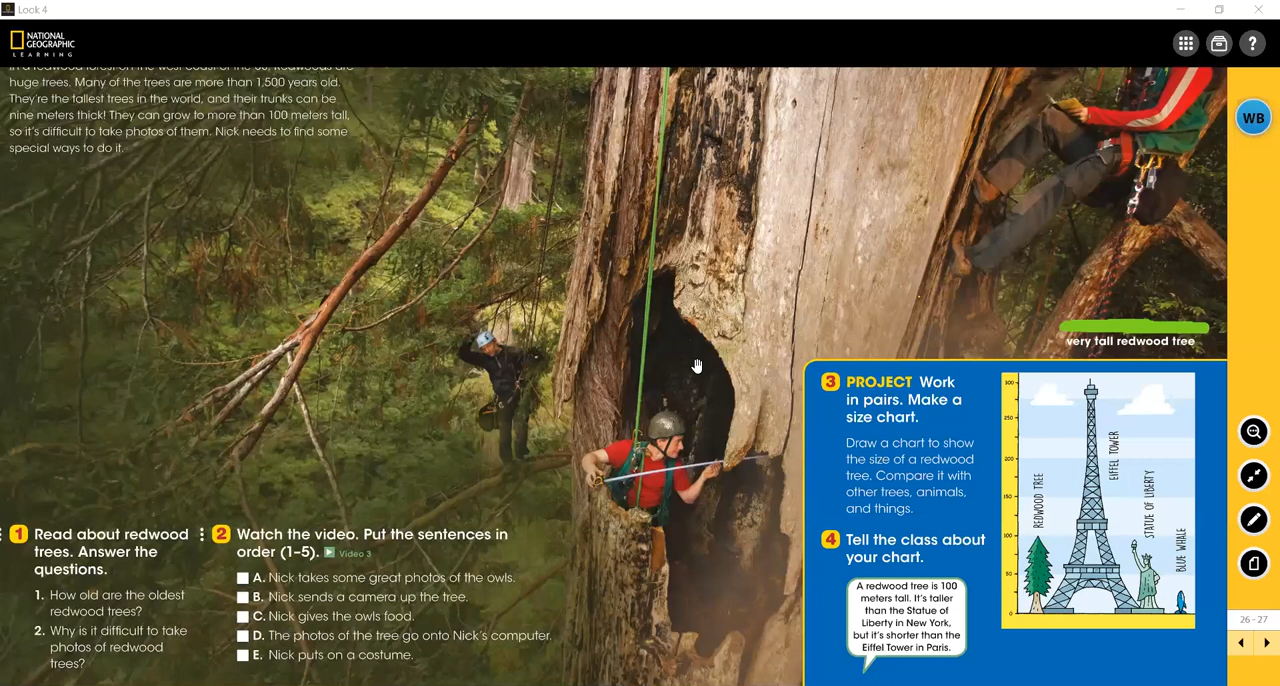 Lock 4
NATIONAL
GEOGRAPHIC
LEARNING
huge trees. Many of the trees are more than 1,500 years old.
They're the tallest trees in the world, and their trunks can be
nine meters thick! They can grow to more than 100 meters tall,
so it's difficult to take photos of them. Nick needs to find some
special ways to do it.
?
WB
very tall redwood tree
1 Read about redwood
trees. Answer the
questions.
1. How old are the oldest
redwood trees?
2. Why is it difficult to take
photos of redwood
trees?
2 Watch the video. Put the sentences in
order (1–5). Video 3
A. Nick takes some great photos of the owls.
B. Nick sends a camera up the tree.
C. Nick gives the owls food.
D. The photos of the tree go onto Nick's computer.
E. Nick puts on a costume.
3 PROJECT Work
in pairs. Make a
size chart.
Draw a chart to show
the size of a redwood
tree. Compare it with
other trees, animals,
and things.
4 Tell the class about
your chart.
A redwood tree is 100
meters tall. It's taller
than the Statue of
Liberty in New York,
but it's shorter than the
Eiffel Tower in Paris.
300
250
200
150
100
50
0
REDWOOD TREE
EIFFEL TOWER
STATUE OF LIBERTY
BLUE WHALE
26 - 27